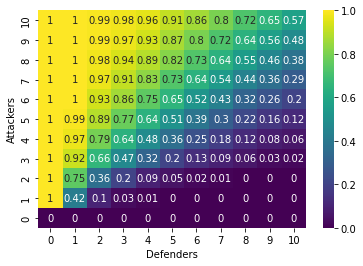 10 1 1 0.99 0.98 0.96 0.91 0.86 0.8 0.72 0.65 0.57 1.0
9 1 1 0.97 0.93 0.87 0.8 0.72 0.64 0.56 0.48
8 1 1 0.98 0.94 0.89 0.82 0.73 0.64 0.55 0.46 0.38 0.8
7 1 1 0.97 0.91 0.83 0.73 0.64 0.54 0.44 0.36 0.29
6 1 1 0.93 0.86 0.75 0.65 0.52 0.43 0.32 0.26 0.2 0.6
5 1 0.99 0.89 0.77 0.64 0.51 0.39 0.3 0.22 0.16 0.12
4 1 0.97 0.79 0.64 0.48 0.36 0.25 0.18 0.12 0.08 0.06 0.4
3 1 0.92 0.66 0.47 0.32 0.2 0.13 0.09 0.06 0.03 0.02
2 1 0.75 0.36 0.2 0.09 0.05 0.02 0.01 0 0 0 0.2
1 1 0.42 0.1 0.03 0.01 0 0 0 0 0 0
0 0 0 0 0 0 0 0 0 0 0 0 0.0
0 1 2 3 4 5 6 7 8 9 10
Defenders
Attackers